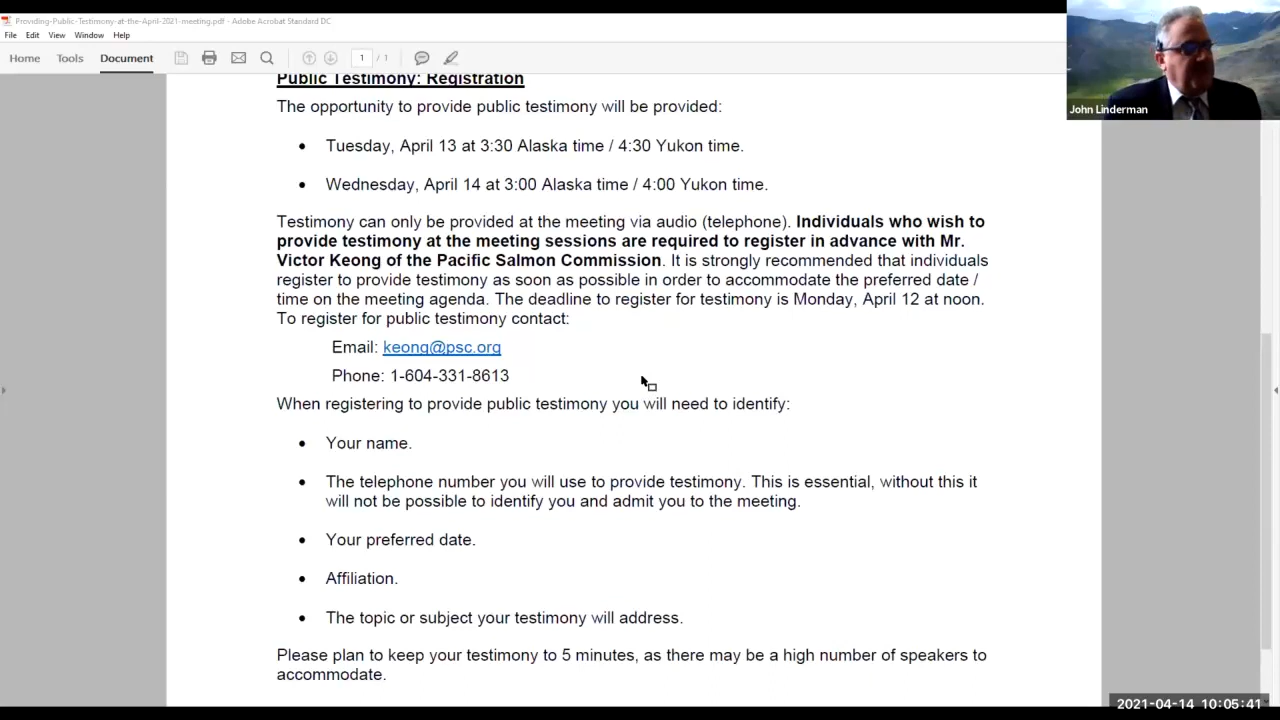 Providing-Public-Testimony-at-the-April-2021-meeting.pdf - Adobe Acrobat Standard DC
File Edit View Window Help
Home Tools Document 1 / 1
Public Testimony: Registration
The opportunity to provide public testimony will be provided:
• Tuesday, April 13 at 3:30 Alaska time / 4:30 Yukon time.
• Wednesday, April 14 at 3:00 Alaska time / 4:00 Yukon time.
Testimony can only be provided at the meeting via audio (telephone). Individuals who wish to
provide testimony at the meeting sessions are required to register in advance with Mr.
Victor Keong of the Pacific Salmon Commission. It is strongly recommended that individuals
register to provide testimony as soon as possible in order to accommodate the preferred date /
time on the meeting agenda. The deadline to register for testimony is Monday, April 12 at noon.
To register for public testimony contact:
Email: keong@psc.org
Phone: 1-604-331-8613
When registering to provide public testimony you will need to identify:
• Your name.
• The telephone number you will use to provide testimony. This is essential, without this it
will not be possible to identify you and admit you to the meeting.
• Your preferred date.
• Affiliation.
• The topic or subject your testimony will address.
Please plan to keep your testimony to 5 minutes, as there may be a high number of speakers to
accommodate.
John Linderman
2021-04-14 10:05:41